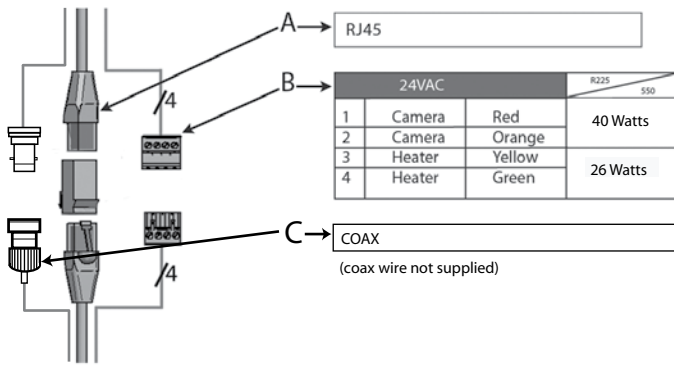 A
RJ45
B
24VAC
R225
550
1 Camera Red
40 Watts
2 Camera Orange
3 Heater Yellow
26 Watts
4 Heater Green
4
C
COAX
(coax wire not supplied)
4